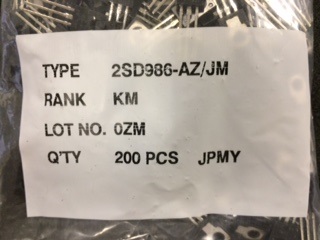 TYPE 2SD986-AZ/JM
RANK KM
LOT NO. 0ZM
Q'TY 200 PCS JPMY